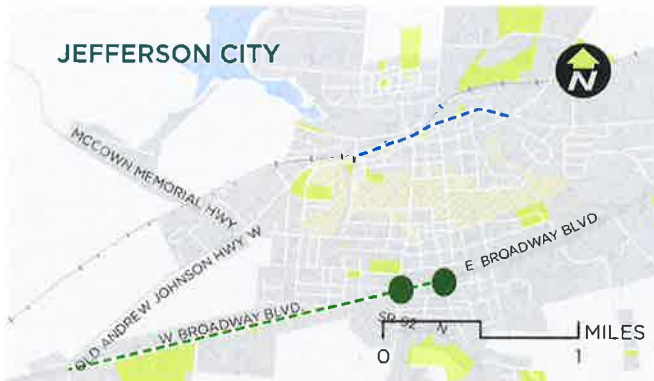 JEFFERSON CITY
N
MCCOWN MEMORIAL HWY
OLD ANDREW JOHNSON HWY W
E BROADWAY BLVD
W BROADWAY BLVD
SR 92 N
MILES
0 1